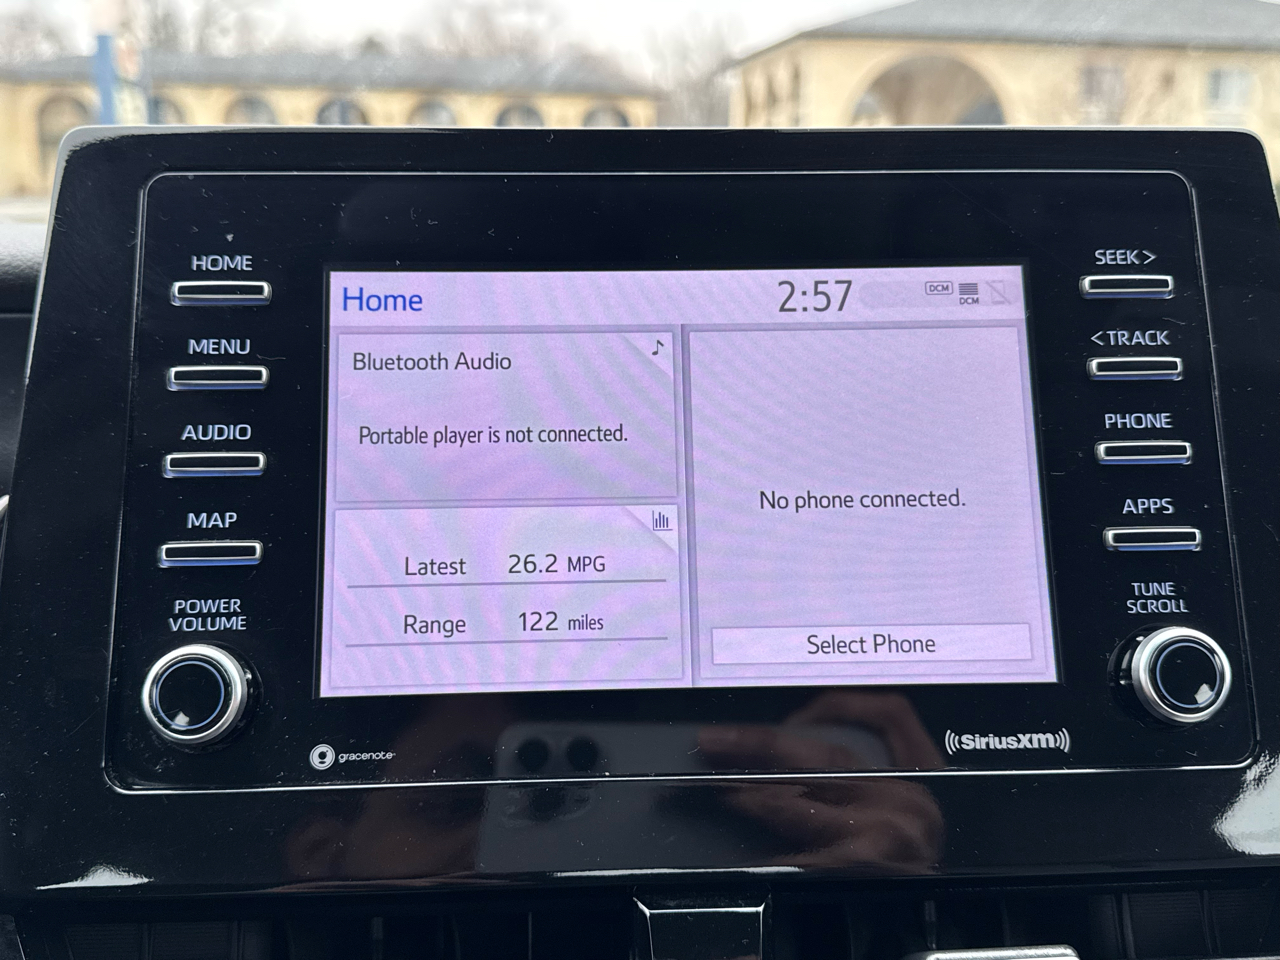 HOME
MENU
AUDIO
MAP
POWER
VOLUME
Home
2:57
DCM
DCM
Bluetooth Audio
Portable player is not connected.
Latest 26.2 MPG
Range 122 miles
No phone connected.
Select Phone
SEEK>
<TRACK
PHONE
APPS
TUNE
SCROLL
gracenote
((SiriusXM))